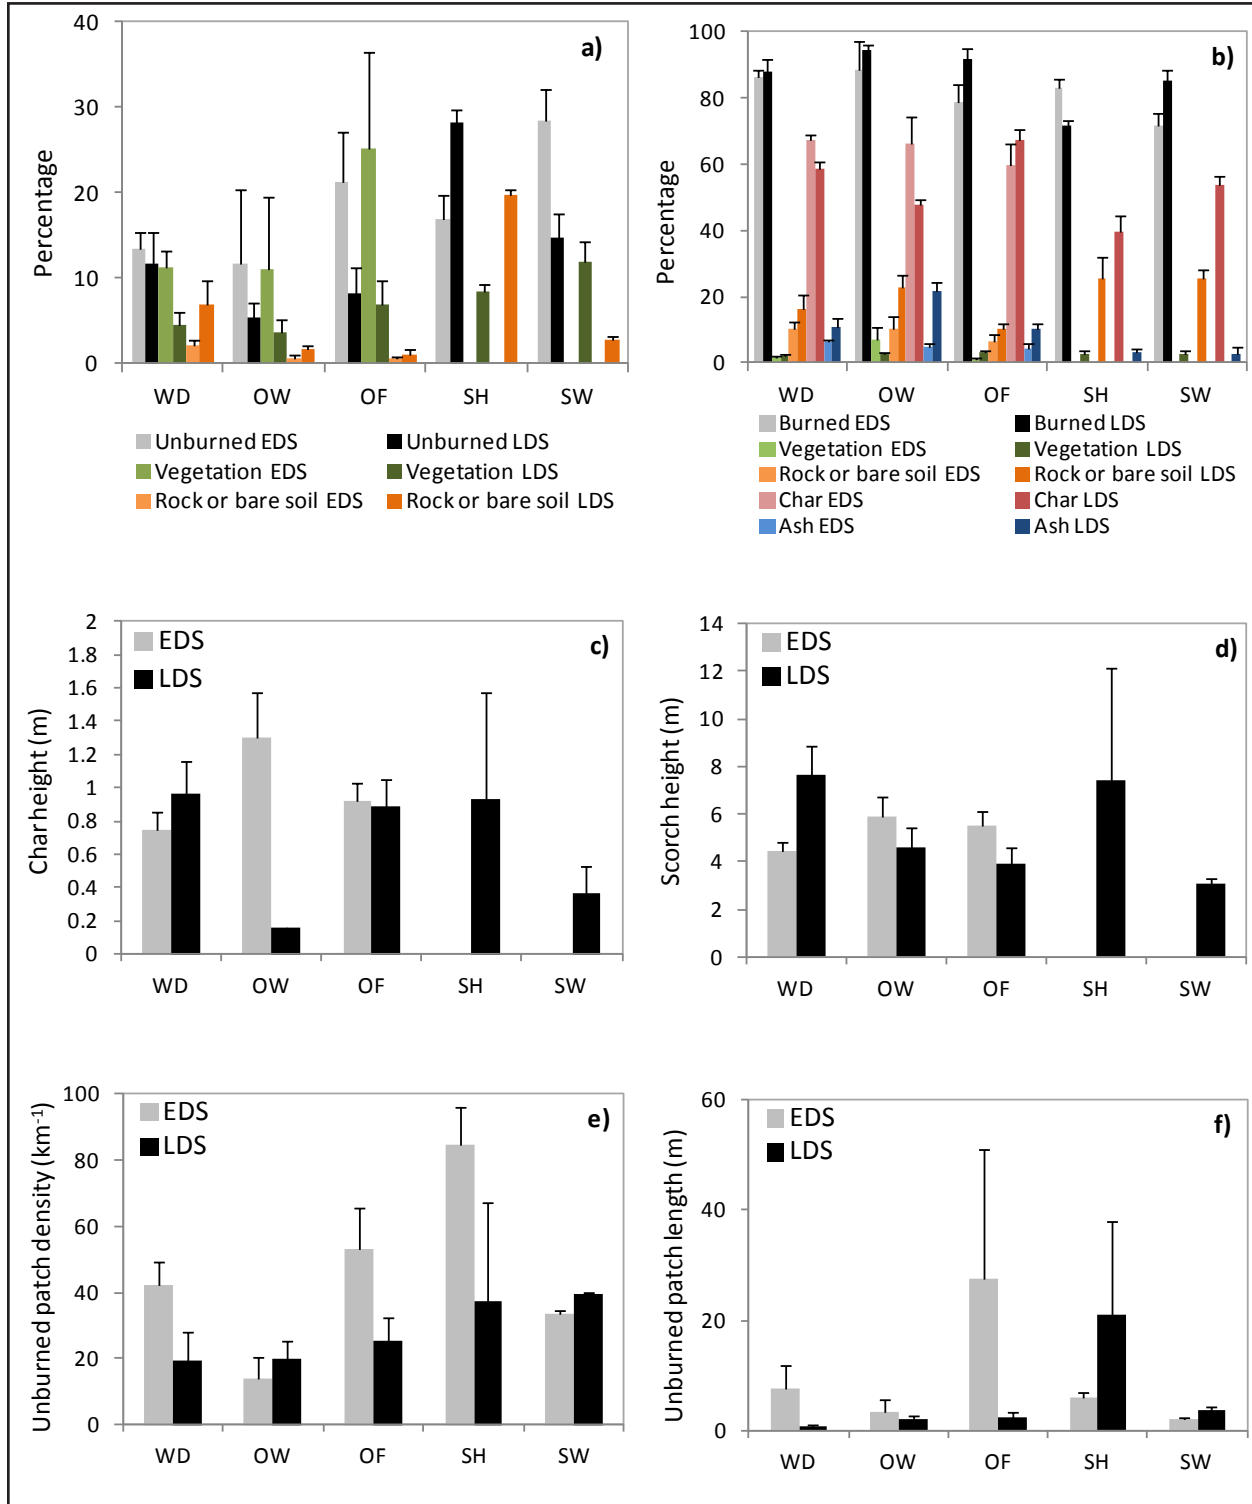 a)
Percentage
40
30
20
10
0
WD OW OF SH SW
Unburned EDS Unburned LDS
Vegetation EDS Vegetation LDS
Rock or bare soil EDS Rock or bare soil LDS
b)
Percentage
100
80
60
40
20
0
WD OW OF SH SW
Burned EDS Burned LDS
Vegetation EDS Vegetation LDS
Rock or bare soil EDS Rock or bare soil LDS
Char EDS Char LDS
Ash EDS Ash LDS
c)
EDS
LDS
Char height (m)
2
1.8
1.6
1.4
1.2
1
0.8
0.6
0.4
0.2
0
WD OW OF SH SW
d)
EDS
LDS
Scorch height (m)
14
12
10
8
6
4
2
0
WD OW OF SH SW
e)
EDS
LDS
Unburned patch density (km⁻¹)
100
80
60
40
20
0
WD OW OF SH SW
f)
EDS
LDS
Unburned patch length (m)
60
40
20
0
WD OW OF SH SW